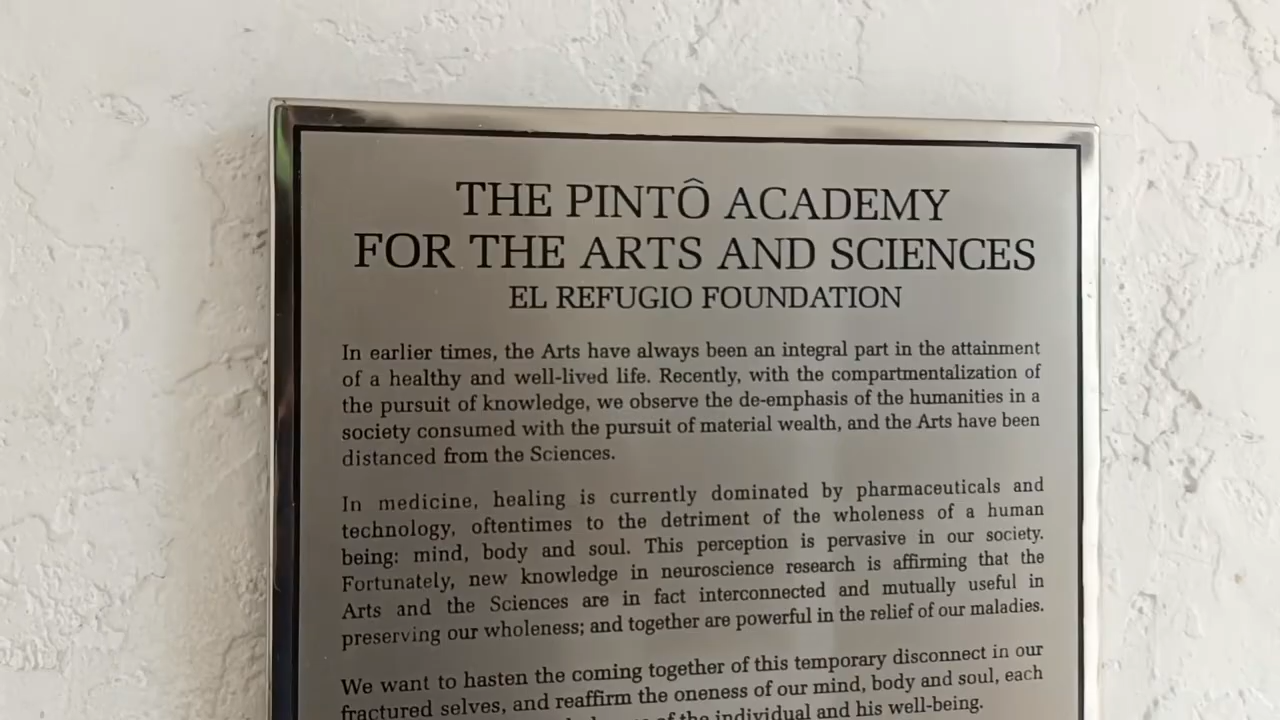 THE PINTÔ ACADEMY
FOR THE ARTS AND SCIENCES
EL REFUGIO FOUNDATION
In earlier times, the Arts have always been an integral part in the attainment
of a healthy and well-lived life. Recently, with the compartmentalization of
the pursuit of knowledge, we observe the de-emphasis of the humanities in a
society consumed with the pursuit of material wealth, and the Arts have been
distanced from the Sciences.
In medicine, healing is currently dominated by pharmaceuticals and
technology, oftentimes to the detriment of the wholeness of a human
being: mind, body and soul. This perception is pervasive in our society.
Fortunately, new knowledge in neuroscience research is affirming that the
Arts and the Sciences are in fact interconnected and mutually useful in
preserving our wholeness; and together are powerful in the relief of our maladies.
We want to hasten the coming together of this temporary disconnect in our
fractured selves, and reaffirm the oneness of our mind, body and soul, each
of the individual and his well-being.